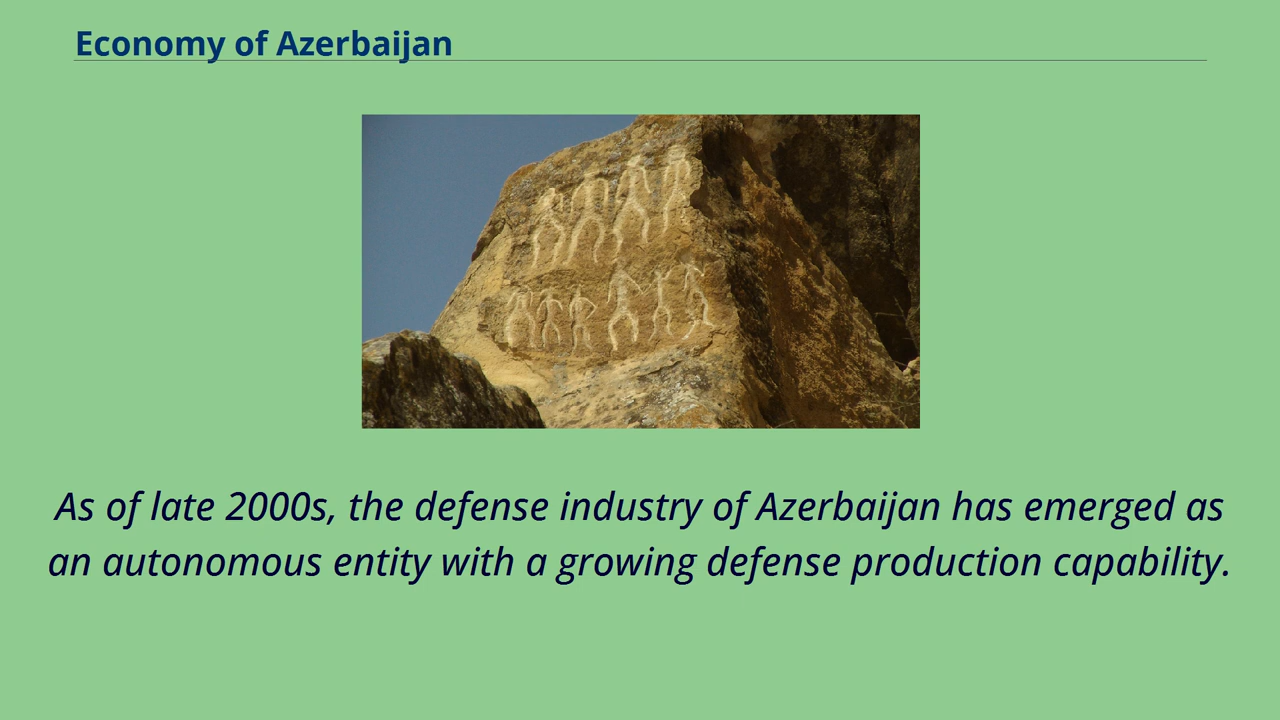 Economy of Azerbaijan
As of late 2000s, the defense industry of Azerbaijan has emerged as
an autonomous entity with a growing defense production capability.